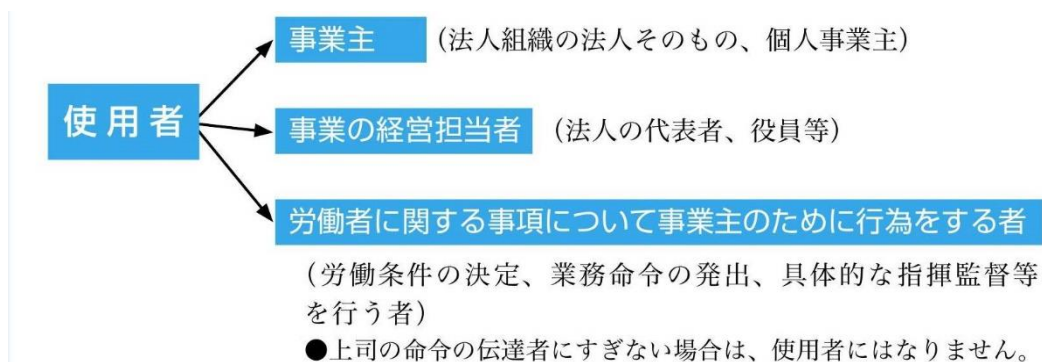 事業主 (法人組織の法人そのもの、個人事業主)
使用者
事業の経営担当者 (法人の代表者、役員等)
労働者に関する事項について事業主のために行為をする者
(労働条件の決定、業務命令の発出、具体的な指揮監督等
を行う者)
●上司の命令の伝達者にすぎない場合は、使用者にはなりません。